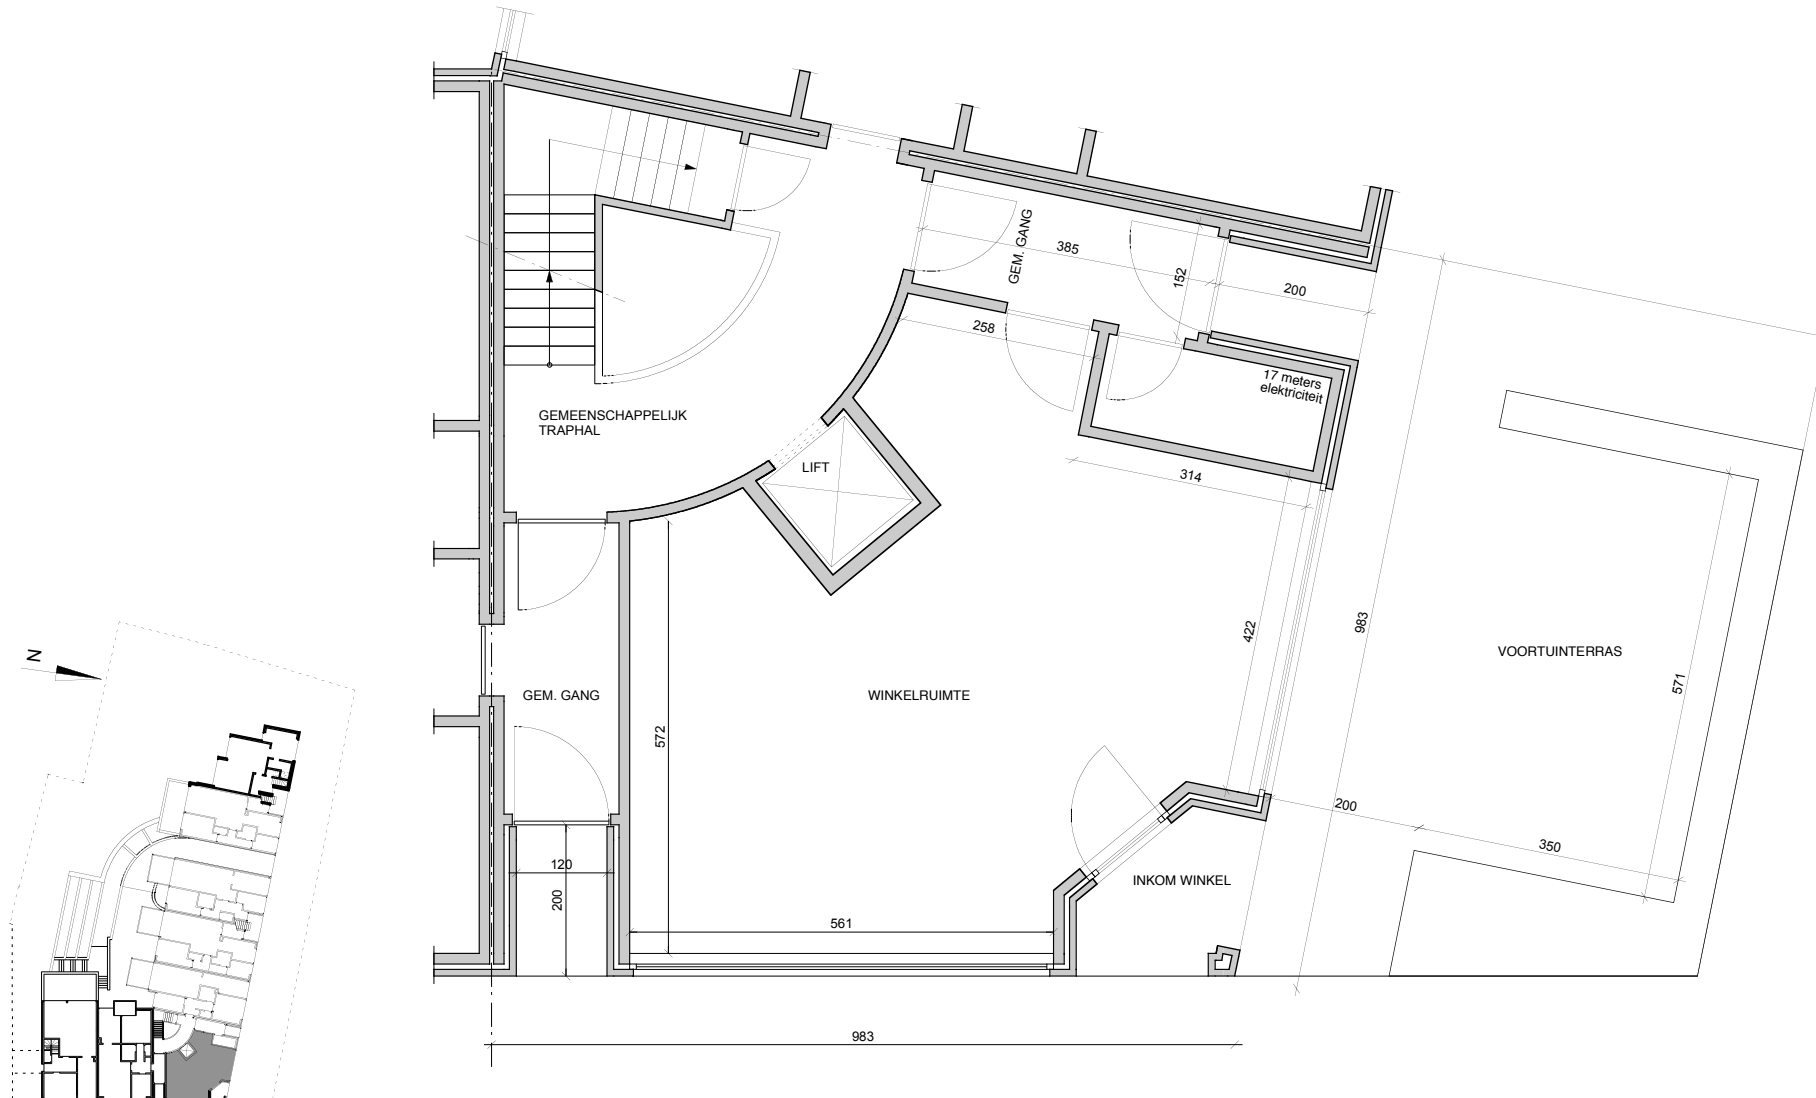 GEM. GANG
385
152
200
258
17 meters
elektriciteit
GEMEENSCHAPPELIJK
TRAPHAL
LIFT
314
422
983
VOORTUINTERRAS
571
N
GEM. GANG
WINKELRUIMTE
572
200
350
120
200
INKOM WINKEL
561
983